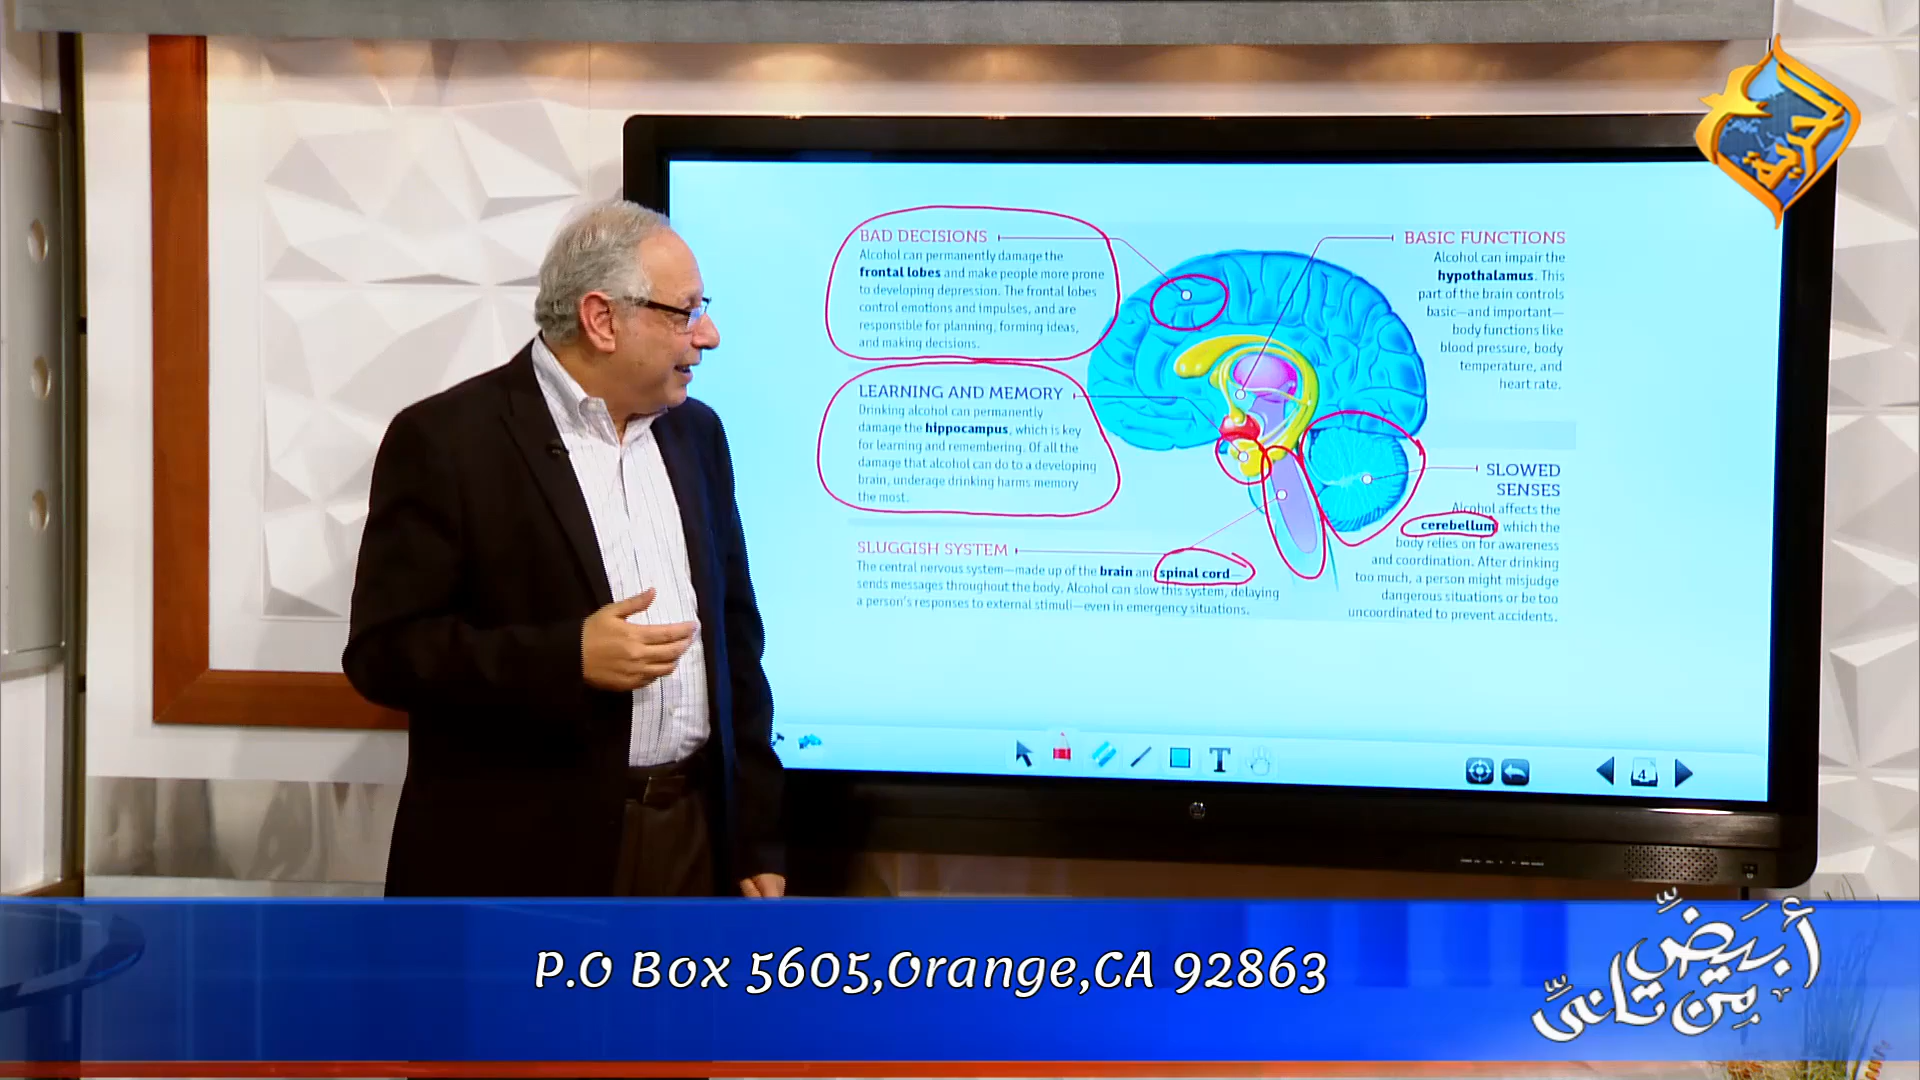 الحرية
BAD DECISIONS
Alcohol can permanently damage the
frontal lobes and make people more prone
to developing depression. The frontal lobes
control emotions and impulses, and are
responsible for planning, forming ideas,
and making decisions.
LEARNING AND MEMORY
Drinking alcohol can permanently
damage the hippocampus, which is key
for learning and remembering. Of all the
damage that alcohol can do to a developing
brain, underage drinking harms memory
the most.
SLUGGISH SYSTEM
The central nervous system—made up of the brain and spinal cord—
sends messages throughout the body. Alcohol can slow this system, delaying
a person's responses to external stimuli—even in emergency situations.
BASIC FUNCTIONS
Alcohol can impair the
hypothalamus. This
part of the brain controls
basic—and important—
body functions like
blood pressure, body
temperature, and
heart rate.
SLOWED
SENSES
Alcohol affects the
cerebellum, which the
body relies on for awareness
and coordination. After drinking
too much, a person might misjudge
dangerous situations or be too
uncoordinated to prevent accidents.
T
4
hp
P.O Box 5605,Orange,CA 92863
أبيَضِّ
مِن تانىِّ